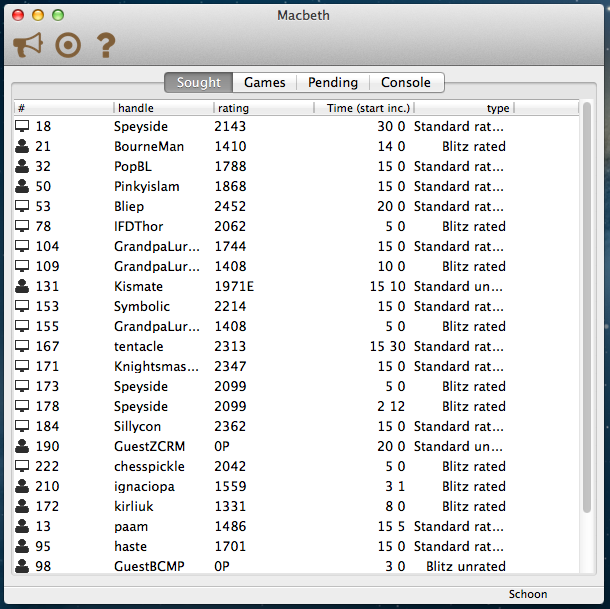 Macbeth
Sought Games Pending Console
# handle rating Time (start inc.) type
18 Speyside 2143 30 0 Standard rat...
21 BourneMan 1410 14 0 Blitz rated
32 PopBL 1788 15 0 Standard rat...
50 Pinkyislam 1868 15 0 Standard rat...
53 Bliep 2452 20 0 Standard rat...
78 IFDThor 2062 5 0 Blitz rated
104 GrandpaLur... 1744 15 0 Standard rat...
109 GrandpaLur... 1408 10 0 Blitz rated
131 Kismate 1971E 15 10 Standard un...
153 Symbolic 2214 15 0 Standard rat...
155 GrandpaLur... 1408 5 0 Blitz rated
167 tentacle 2313 15 30 Standard rat...
171 Knightsmas... 2347 15 0 Standard rat...
173 Speyside 2099 5 0 Blitz rated
178 Speyside 2099 2 12 Blitz rated
184 Sillycon 2362 15 0 Standard rat...
190 GuestZCRM 0P 20 0 Standard un...
222 chesspickle 2042 5 0 Blitz rated
210 ignaciopa 1559 3 1 Blitz rated
172 kirliuk 1331 8 0 Blitz rated
13 paam 1486 15 5 Standard rat...
95 haste 1701 15 0 Standard rat...
98 GuestBCMP 0P 3 0 Blitz unrated
Schoon